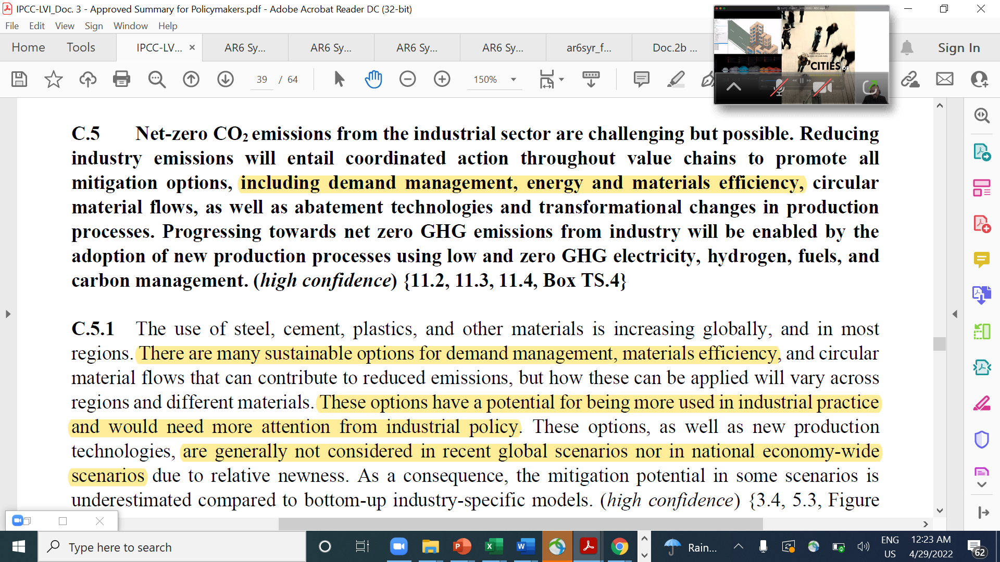 IPCC-LVI_Doc. 3 - Approved Summary for Policymakers.pdf - Adobe Acrobat Reader DC (32-bit)
File Edit View Sign Window Help
Home Tools IPCC-LV... × AR6 Sy... AR6 Sy... AR6 Sy... AR6 Sy... ar6syr_f... Doc.2b ... Sign In
39 / 64 150%
CITIES OF
C.5 Net-zero CO₂ emissions from the industrial sector are challenging but possible. Reducing
industry emissions will entail coordinated action throughout value chains to promote all
mitigation options, including demand management, energy and materials efficiency, circular
material flows, as well as abatement technologies and transformational changes in production
processes. Progressing towards net zero GHG emissions from industry will be enabled by the
adoption of new production processes using low and zero GHG electricity, hydrogen, fuels, and
carbon management. (high confidence) {11.2, 11.3, 11.4, Box TS.4}
C.5.1 The use of steel, cement, plastics, and other materials is increasing globally, and in most
regions. There are many sustainable options for demand management, materials efficiency, and circular
material flows that can contribute to reduced emissions, but how these can be applied will vary across
regions and different materials. These options have a potential for being more used in industrial practice
and would need more attention from industrial policy. These options, as well as new production
technologies, are generally not considered in recent global scenarios nor in national economy-wide
scenarios due to relative newness. As a consequence, the mitigation potential in some scenarios is
underestimated compared to bottom-up industry-specific models. (high confidence) {3.4, 5.3, Figure
Type here to search
Rain...
ENG
US
12:23 AM
4/29/2022
62